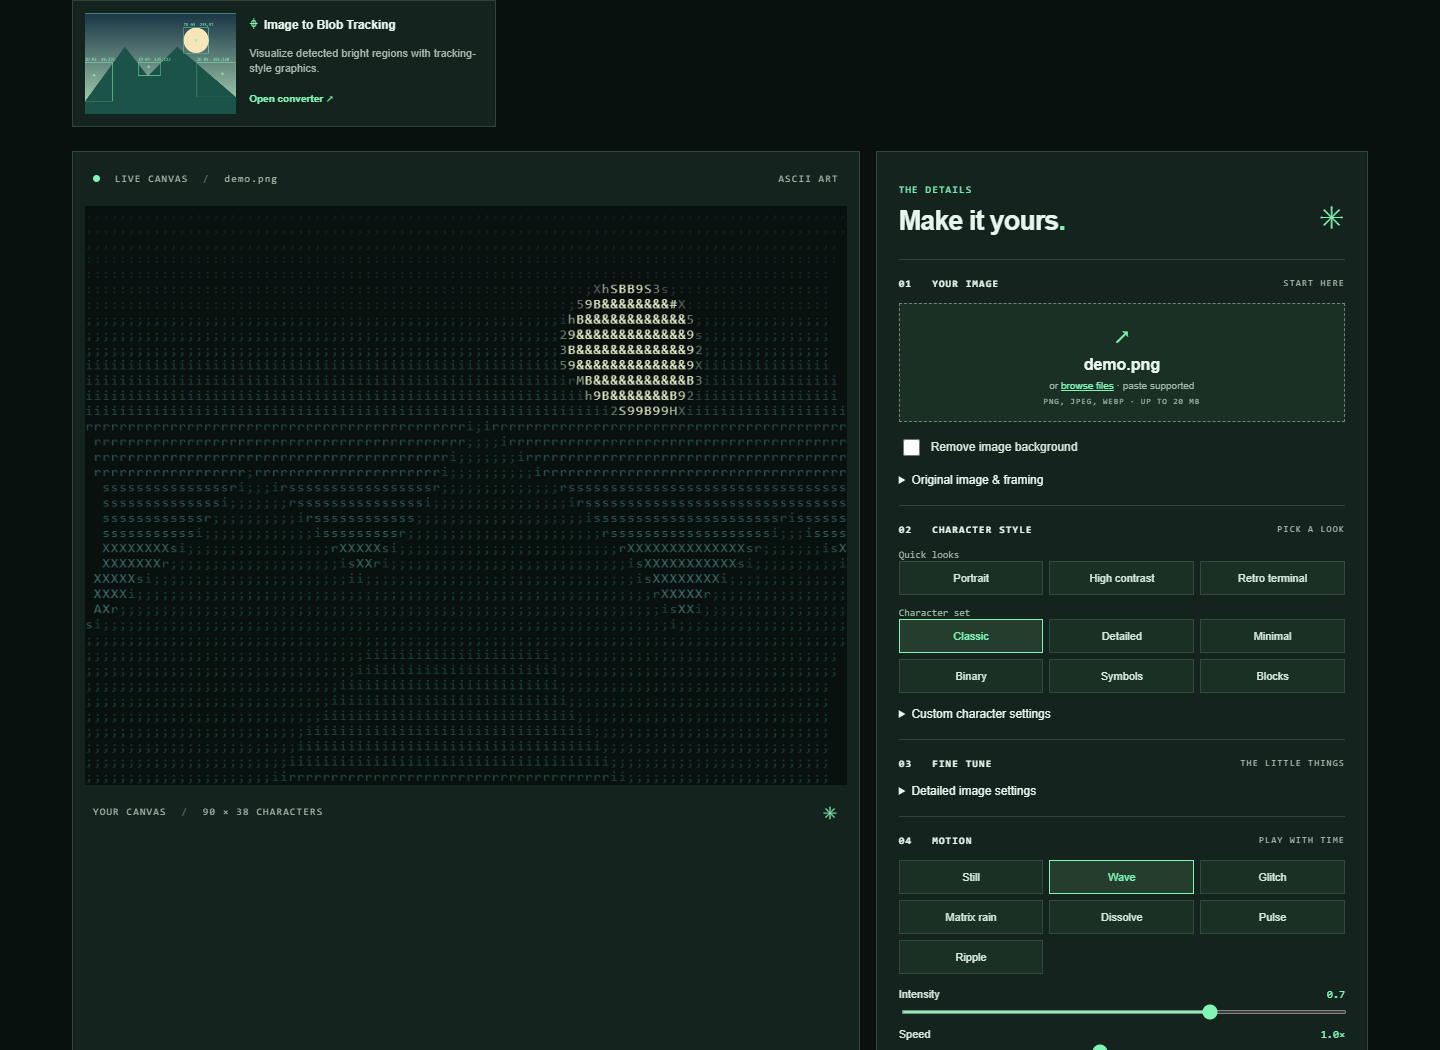 Image to Blob Tracking
Visualize detected bright regions with tracking-
style graphics.
Open converter ↗
LIVE CANVAS / demo.png
ASCII ART
YOUR CANVAS / 90 × 38 CHARACTERS
THE DETAILS
Make it yours.
01 YOUR IMAGE
START HERE
demo.png
or browse files · paste supported
PNG, JPEG, WEBP · UP TO 20 MB
Remove image background
Original image & framing
02 CHARACTER STYLE
PICK A LOOK
Quick looks
Portrait
High contrast
Retro terminal
Character set
Classic
Detailed
Minimal
Binary
Symbols
Blocks
Custom character settings
03 FINE TUNE
THE LITTLE THINGS
Detailed image settings
04 MOTION
PLAY WITH TIME
Still
Wave
Glitch
Matrix rain
Dissolve
Pulse
Ripple
Intensity
0.7
Speed
1.0×